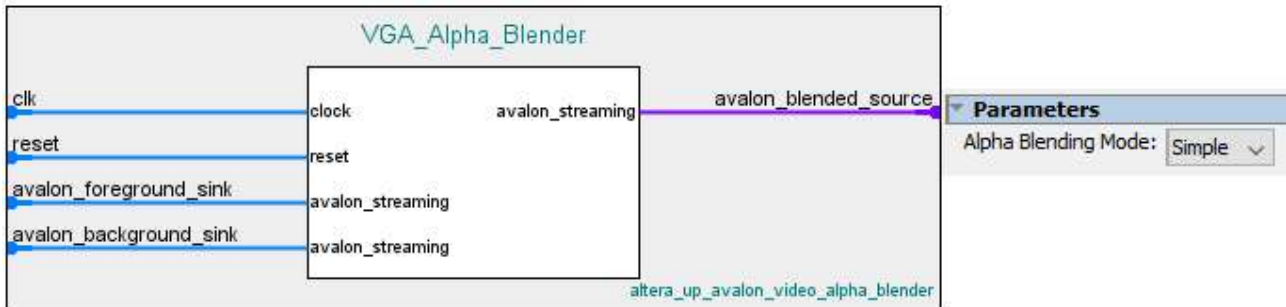 VGA_Alpha_Blender
clk
clock
avalon_streaming
avalon_blended_source
reset
reset
avalon_foreground_sink
avalon_streaming
avalon_background_sink
avalon_streaming
altera_up_avalon_video_alpha_blender
Parameters
Alpha Blending Mode: Simple